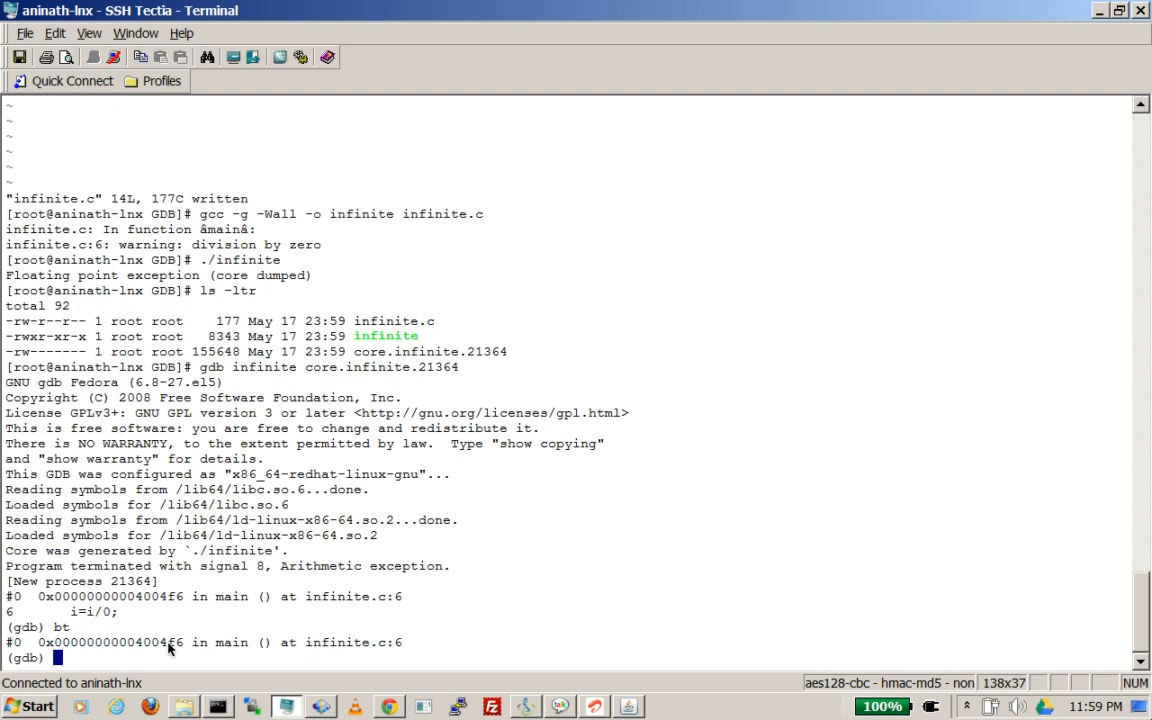 aninath-lnx - SSH Tectia - Terminal
File Edit View Window Help
Quick Connect Profiles
~
~
~
~
~
~
"infinite.c" 14L, 177C written
[root@aninath-lnx GDB]# gcc -g -Wall -o infinite infinite.c
infinite.c: In function âmainâ:
infinite.c:6: warning: division by zero
[root@aninath-lnx GDB]# ./infinite
Floating point exception (core dumped)
[root@aninath-lnx GDB]# ls -ltr
total 92
-rw-r--r-- 1 root root    177 May 17 23:59 infinite.c
-rwxr-xr-x 1 root root   8343 May 17 23:59 infinite
-rw------- 1 root root 155648 May 17 23:59 core.infinite.21364
[root@aninath-lnx GDB]# gdb infinite core.infinite.21364
GNU gdb Fedora (6.8-27.el5)
Copyright (C) 2008 Free Software Foundation, Inc.
License GPLv3+: GNU GPL version 3 or later <http://gnu.org/licenses/gpl.html>
This is free software: you are free to change and redistribute it.
There is NO WARRANTY, to the extent permitted by law.  Type "show copying"
and "show warranty" for details.
This GDB was configured as "x86_64-redhat-linux-gnu"...
Reading symbols from /lib64/libc.so.6...done.
Loaded symbols for /lib64/libc.so.6
Reading symbols from /lib64/ld-linux-x86-64.so.2...done.
Loaded symbols for /lib64/ld-linux-x86-64.so.2
Core was generated by `./infinite'.
Program terminated with signal 8, Arithmetic exception.
[New process 21364]
#0  0x00000000004004f6 in main () at infinite.c:6
6       i=i/0;
(gdb) bt
#0  0x00000000004004f6 in main () at infinite.c:6
(gdb)
Connected to aninath-lnx aes128-cbc - hmac-md5 - non 138x37 NUM
Start 100% 11:59 PM